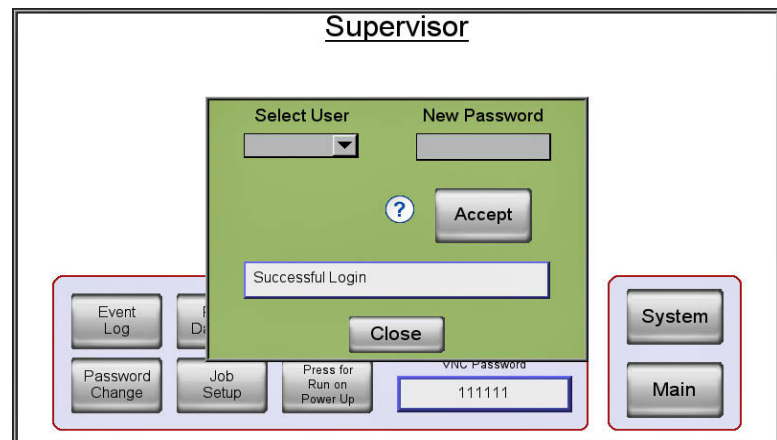 Supervisor
Select User
New Password
?
Accept
Successful Login
Close
Event
Log
System
Password
Change
Job
Setup
Press for
Run on
Power Up
VNC Password
111111
Main